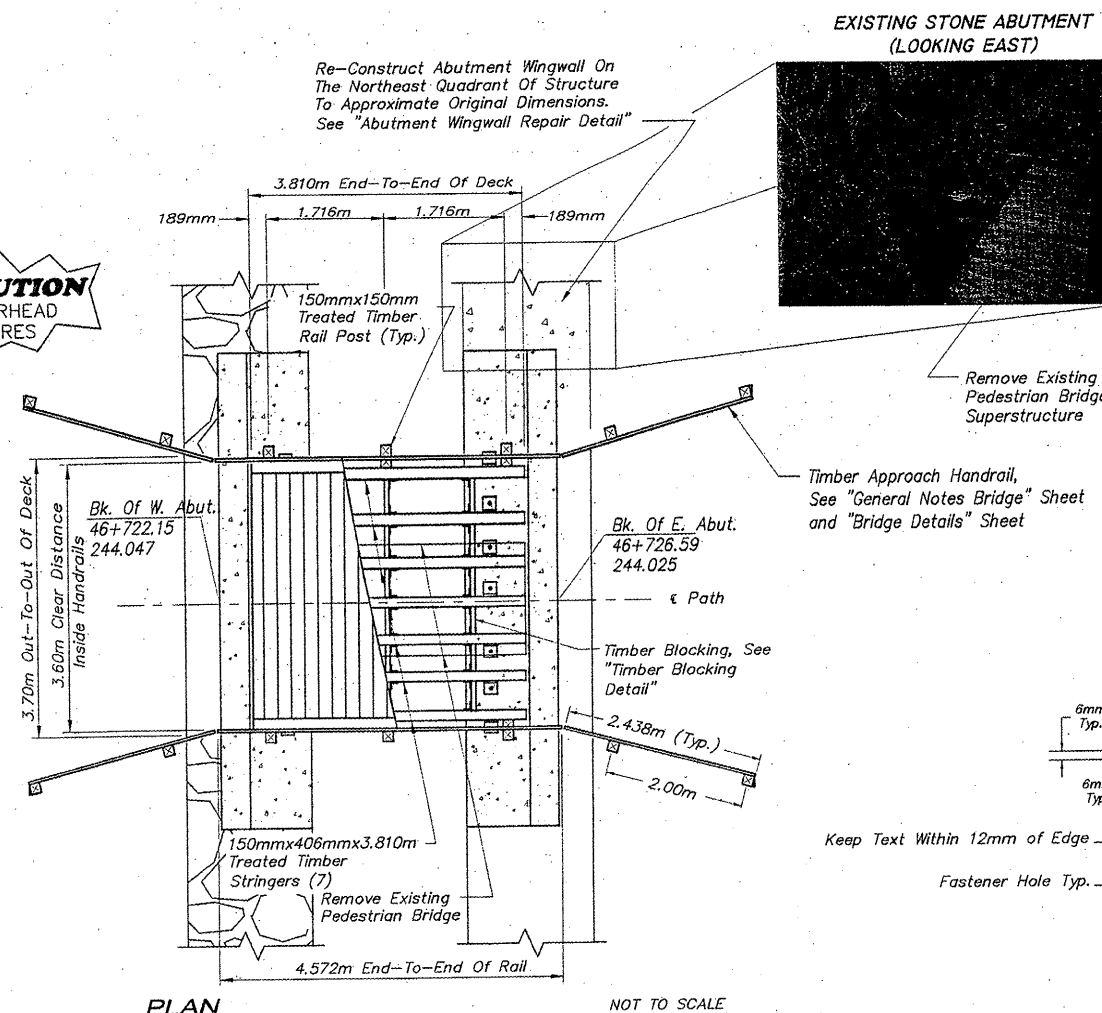 EXISTING STONE ABUTMENT
(LOOKING EAST)
Re-Construct Abutment Wingwall On
The Northeast Quadrant Of Structure
To Approximate Original Dimensions.
See "Abutment Wingwall Repair Detail"
3.810m End-To-End Of Deck
189mm
1.716m
1.716m
189mm
UTION
RHEAD
RES
150mmx150mm
Treated Timber
Rail Post (Typ.)
Remove Existing
Pedestrian Bridge
Superstructure
Timber Approach Handrail,
See "General Notes Bridge" Sheet
and "Bridge Details" Sheet
3.70m Out-To-Out Of Deck
3.60m Clear Distance
Inside Handrails
Bk. Of W. Abut.
46+722.15
244.047
Bk. Of E. Abut.
46+726.59
244.025
℄ Path
Timber Blocking, See
"Timber Blocking
Detail"
2.438m (Typ.)
2.00m
6mm
Typ.
6m
Typ
Keep Text Within 12mm of Edge
Fastener Hole Typ.
150mmx406mmx3.810m
Treated Timber
Stringers (7)
Remove Existing
Pedestrian Bridge
4.572m End-To-End Of Rail
PLAN
NOT TO SCALE